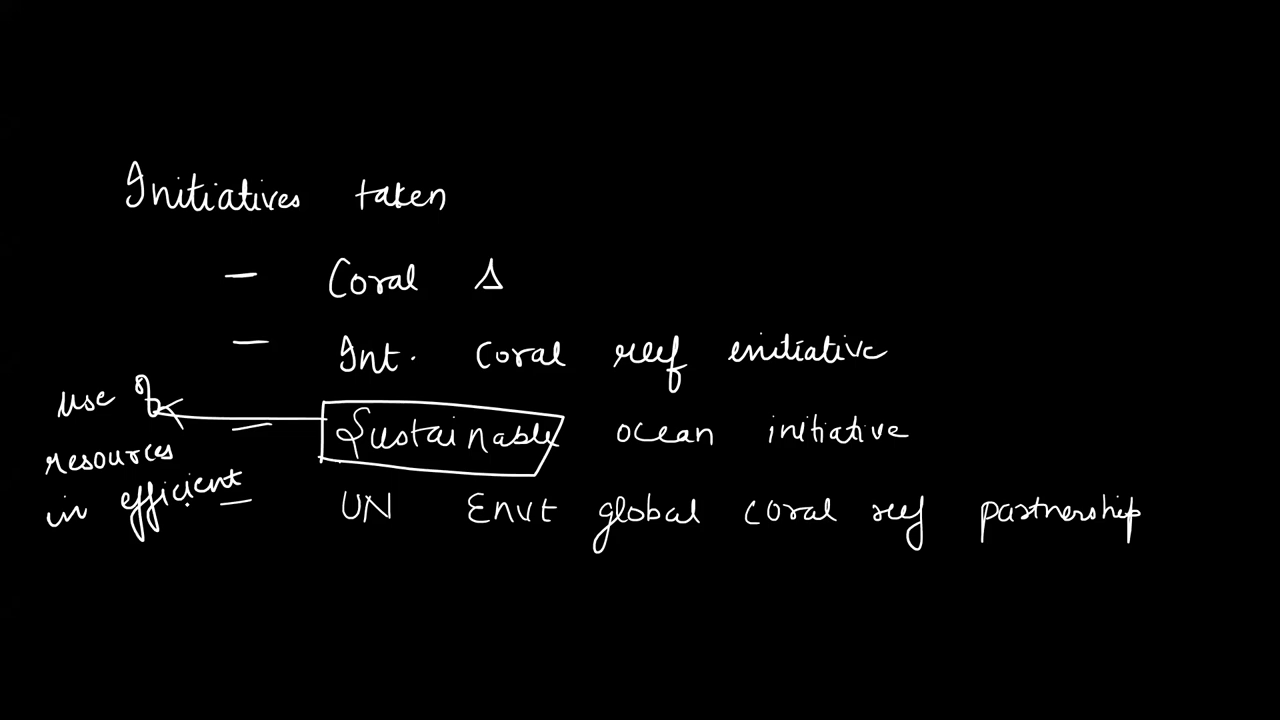 Initiatives taken
– Coral Δ
– Int. coral reef initiative
– Sustainable ocean initiative
– UN Envt global coral reef partnership
use of
resources
in efficient